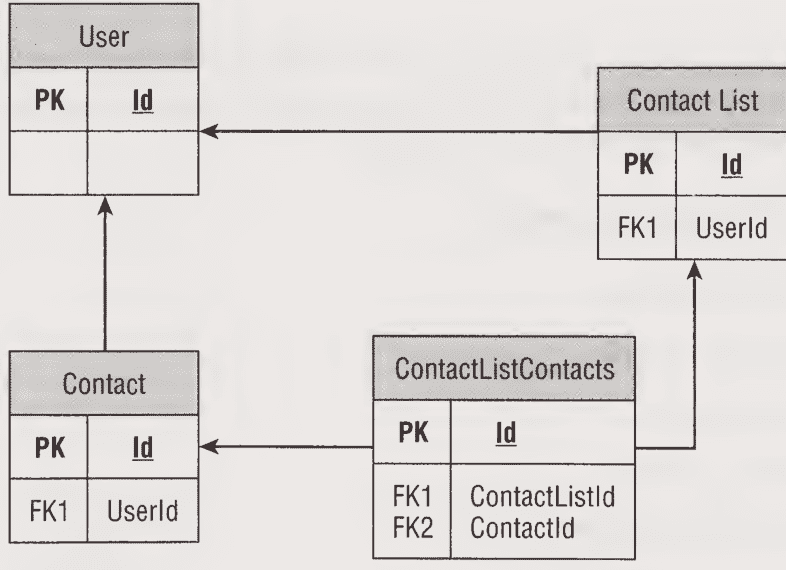 User
PK Id
Contact List
PK Id
FK1 UserId
Contact
PK Id
FK1 UserId
ContactListContacts
PK Id
FK1 ContactListId
FK2 ContactId